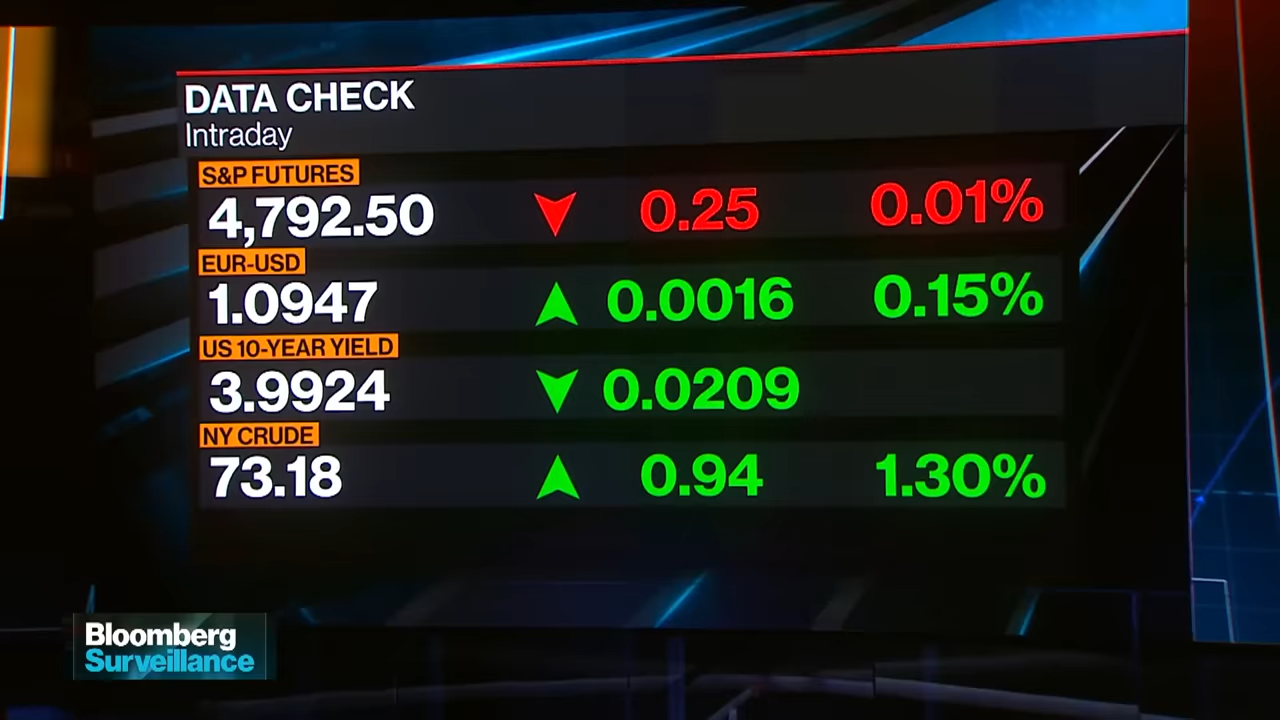 DATA CHECK
Intraday
S&P FUTURES
4,792.50 0.25 0.01%
EUR-USD
1.0947 0.0016 0.15%
US 10-YEAR YIELD
3.9924 0.0209
NY CRUDE
73.18 0.94 1.30%
Bloomberg
Surveillance